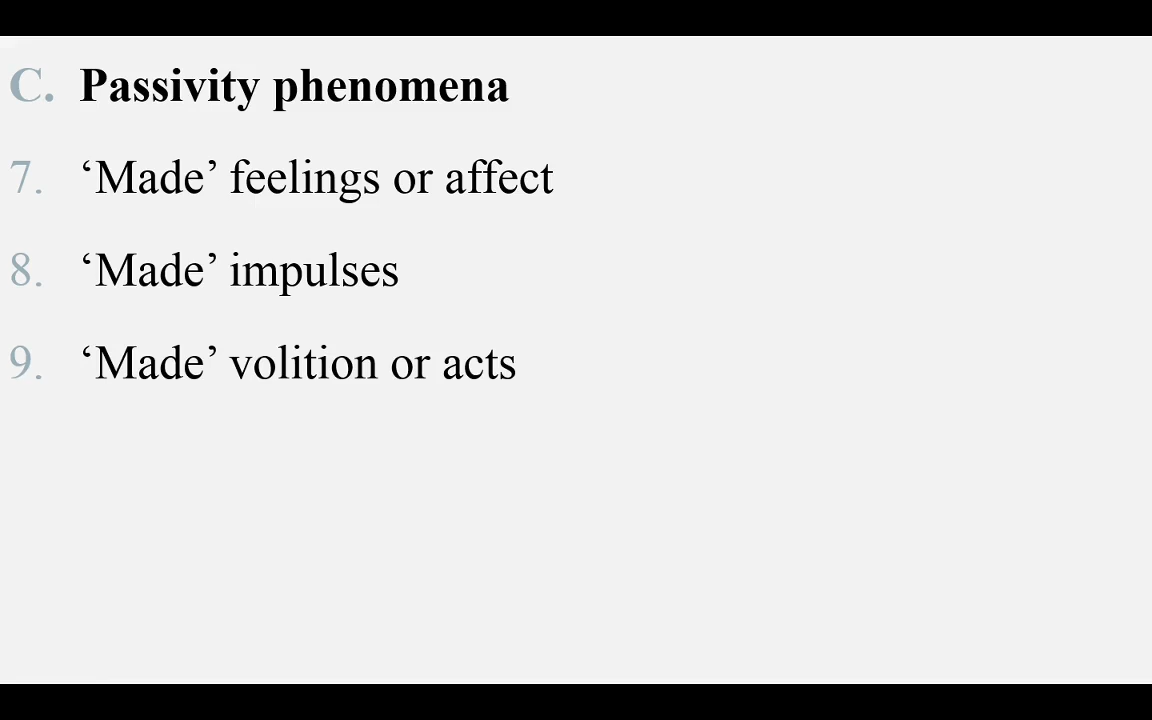 C. Passivity phenomena
7. ‘Made’ feelings or affect
8. ‘Made’ impulses
9. ‘Made’ volition or acts